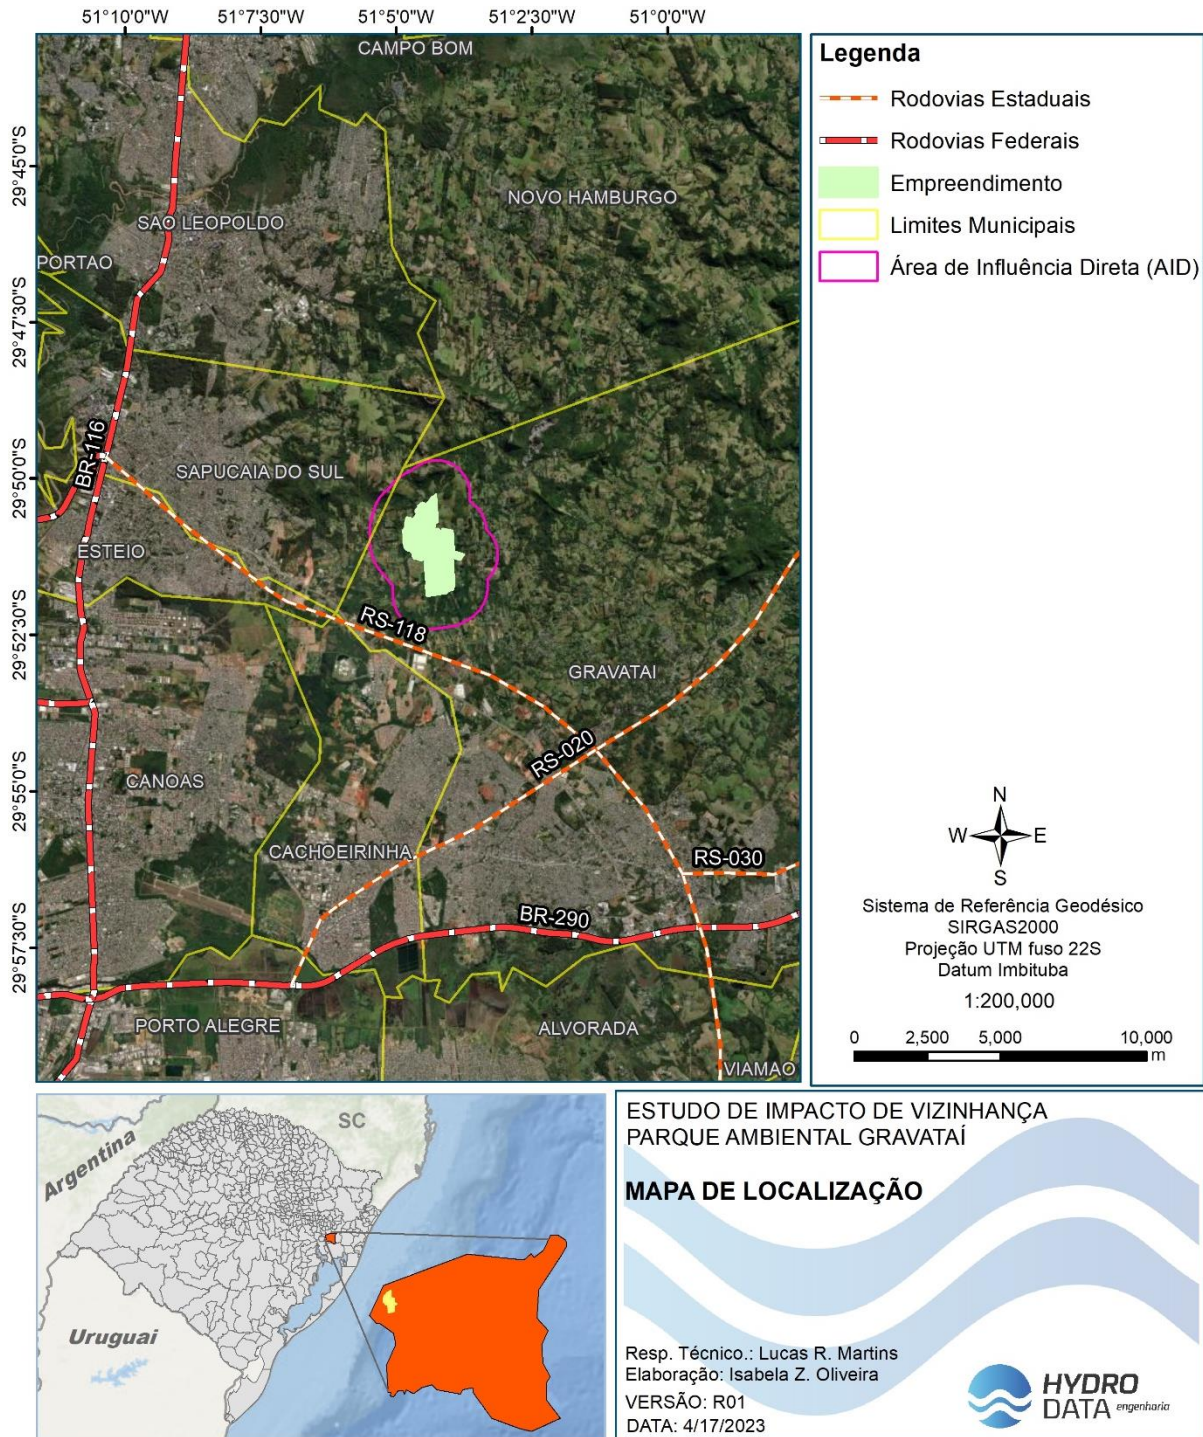 51°10'0"W
51°7'30"W
51°5'0"W
51°2'30"W
51°0'0"W
29°45'0"S
29°47'30"S
29°50'0"S
29°52'30"S
29°55'0"S
29°57'30"S
CAMPO BOM
NOVO HAMBURGO
SAO LEOPOLDO
PORTAO
BR-116
SAPUCAIA DO SUL
ESTEIO
RS-118
GRAVATAI
RS-020
CANOAS
CACHOEIRINHA
RS-030
BR-290
PORTO ALEGRE
ALVORADA
VIAMAO
Legenda
Rodovias Estaduais
Rodovias Federais
Empreendimento
Limites Municipais
Área de Influência Direta (AID)
N
W
E
S
Sistema de Referência Geodésico
SIRGAS2000
Projeção UTM fuso 22S
Datum Imbituba
1:200,000
0 2,500 5,000 10,000
m
SC
Argentina
Uruguai
ESTUDO DE IMPACTO DE VIZINHANÇA
PARQUE AMBIENTAL GRAVATAÍ
MAPA DE LOCALIZAÇÃO
Resp. Técnico.: Lucas R. Martins
Elaboração: Isabela Z. Oliveira
VERSÃO: R01
DATA: 4/17/2023
HYDRO
DATA engenharia